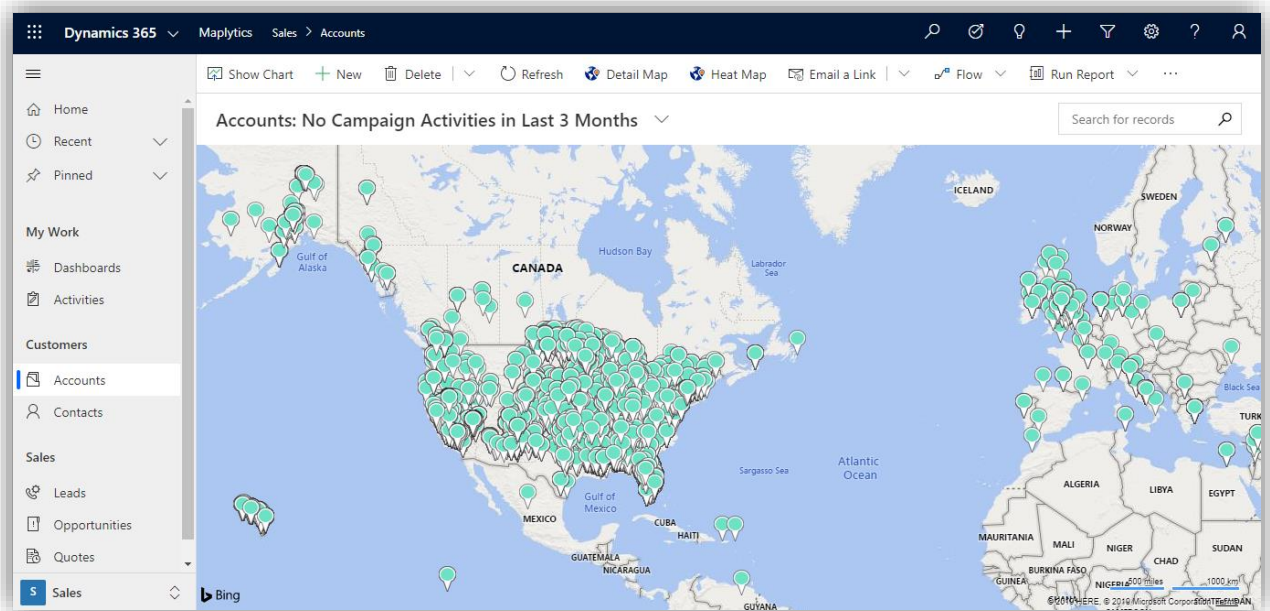 Dynamics 365 Maplytics Sales > Accounts
Show Chart New Delete Refresh Detail Map Heat Map Email a Link Flow Run Report ...
Home
Recent
Pinned
My Work
Dashboards
Activities
Customers
Accounts
Contacts
Sales
Leads
Opportunities
Quotes
S Sales
Accounts: No Campaign Activities in Last 3 Months
Search for records
ICELAND
SWEDEN
NORWAY
Gulf of
Alaska
Hudson Bay
CANADA
Labrador
Sea
Black Sea
TURK
Sargasso Sea
Atlantic
Ocean
ALGERIA
LIBYA
EGYPT
Gulf of
Mexico
MEXICO
CUBA
HAITI
MAURITANIA
MALI
NIGER
CHAD
SUDAN
GUATEMALA
NICARAGUA
BURKINA FASO
GUINEA
NIGERIA
500 miles
1000 km
GUYANA
Bing
HERE, © 2019 Microsoft Corporation